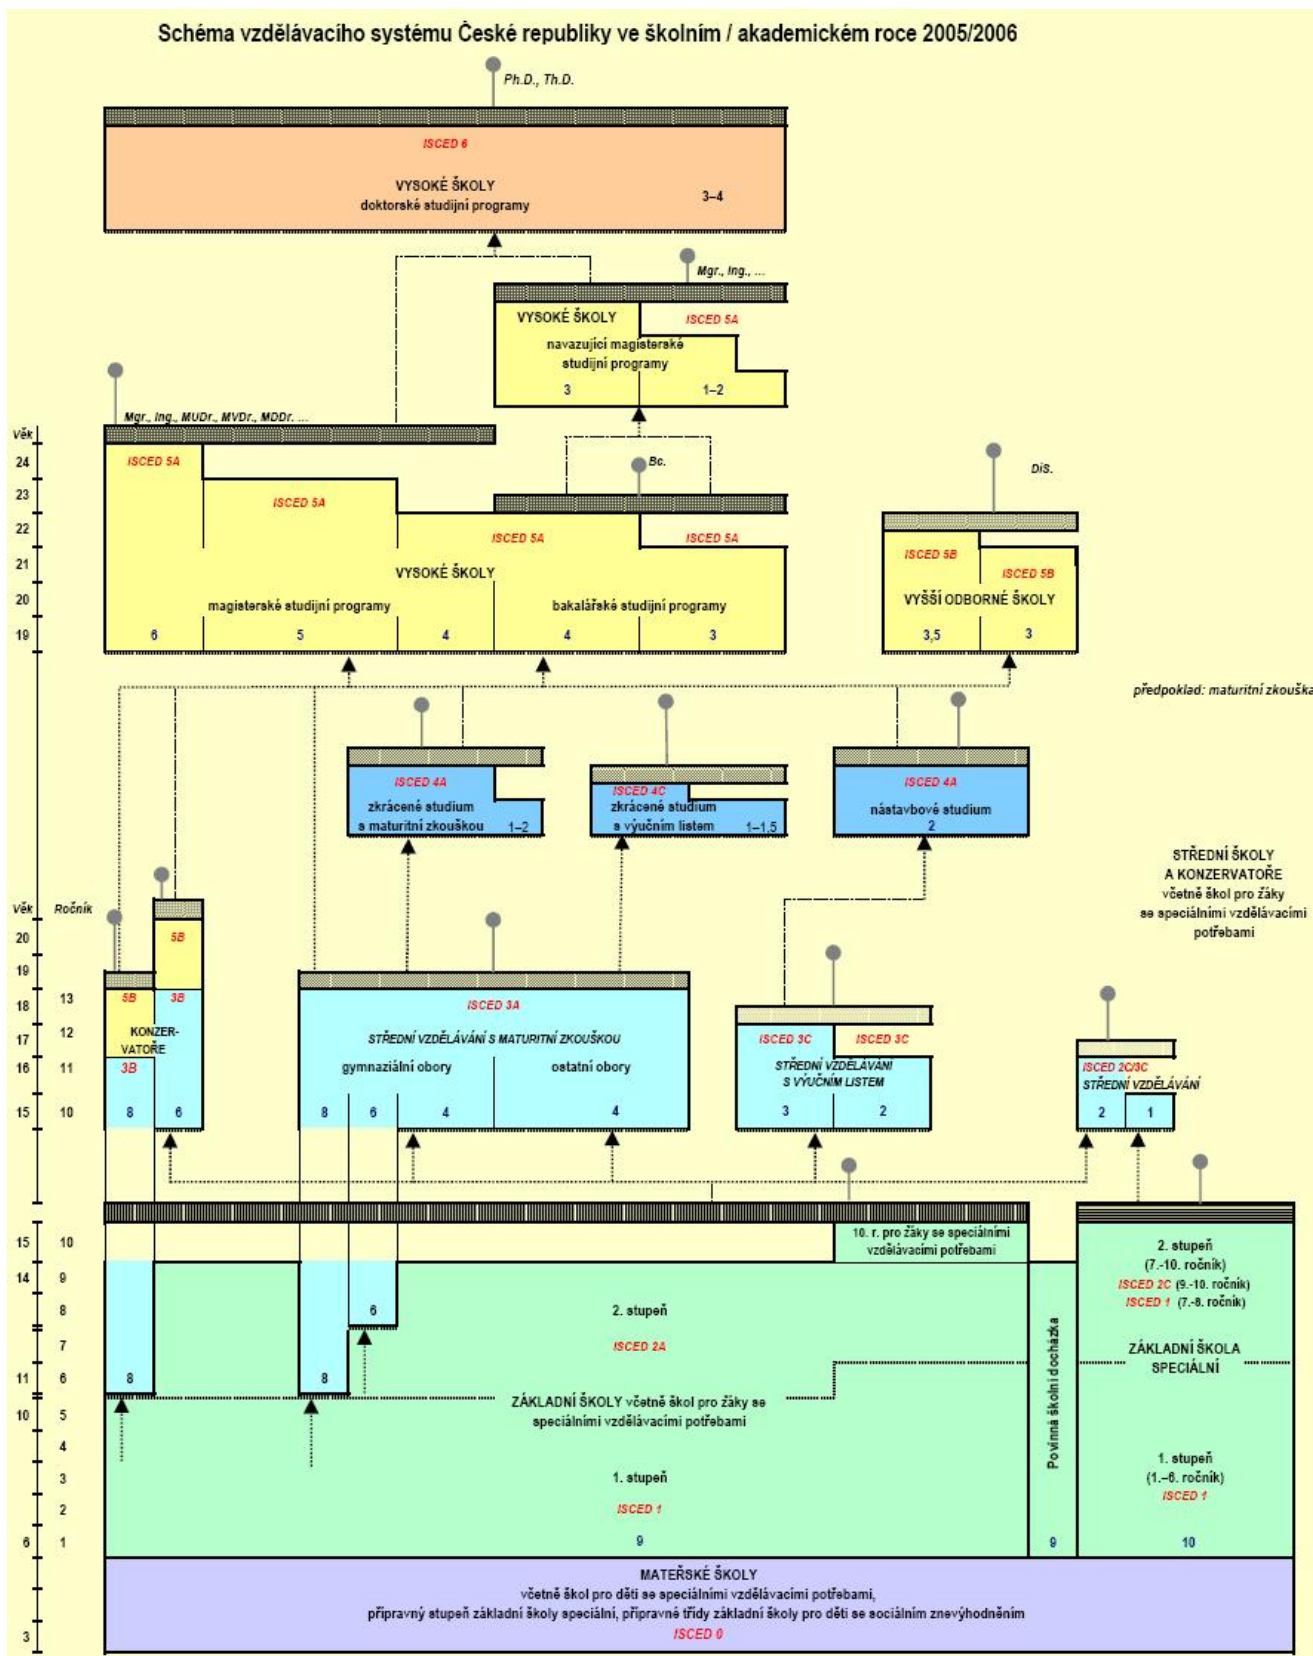 Schéma vzdělávacího systému České republiky ve školním / akademickém roce 2005/2006
Ph.D., Th.D.
ISCED 6
VYSOKÉ ŠKOLY
doktorské studijní programy
3–4
Mgr., Ing., ...
VYSOKÉ ŠKOLY
ISCED 5A
navazující magisterské
studijní programy
3
1–2
Mgr., Ing., MUDr., MVDr., MDDr. ...
Věk
24
23
22
21
20
19
ISCED 5A
ISCED 5A
Bc.
ISCED 5A
ISCED 5A
VYSOKÉ ŠKOLY
magisterské studijní programy
bakalářské studijní programy
6
5
4
4
3
DiS.
ISCED 5B
ISCED 5B
VYŠŠÍ ODBORNÉ ŠKOLY
3,5
3
předpoklad: maturitní zkouška
ISCED 4A
zkrácené studium
s maturitní zkouškou
1–2
ISCED 4C
zkrácené studium
s výučním listem
1–1,5
ISCED 4A
nástavbové studium
2
STŘEDNÍ ŠKOLY
A KONZERVATOŘE
včetně škol pro žáky
se speciálními vzdělávacími
potřebami
Věk
Ročník
20
19
18
13
17
12
16
11
15
10
5B
5B
3B
KONZER-
VATOŘE
3B
8
6
ISCED 3A
STŘEDNÍ VZDĚLÁVÁNÍ S MATURITNÍ ZKOUŠKOU
gymnaziální obory
ostatní obory
8
6
4
4
ISCED 3C
ISCED 3C
STŘEDNÍ VZDĚLÁVÁNÍ
S VÝUČNÍM LISTEM
3
2
ISCED 2C/3C
STŘEDNÍ VZDĚLÁVÁNÍ
2
1
15
10
14
9
8
7
11
6
10
5
4
3
2
6
1
3
10. r. pro žáky se speciálními
vzdělávacími potřebami
8
8
6
2. stupeň
ISCED 2A
ZÁKLADNÍ ŠKOLY včetně škol pro žáky se
speciálními vzdělávacími potřebami
1. stupeň
ISCED 1
9
Povinná školní docházka
9
2. stupeň
(7.-10. ročník)
ISCED 2C (9.-10. ročník)
ISCED 1 (7.-8. ročník)
ZÁKLADNÍ ŠKOLA
SPECIÁLNÍ
1. stupeň
(1.–6. ročník)
ISCED 1
10
MATEŘSKÉ ŠKOLY
včetně škol pro děti se speciálními vzdělávacími potřebami,
přípravný stupeň základní školy speciální, přípravné třídy základní školy pro děti se sociálním znevýhodněním
ISCED 0